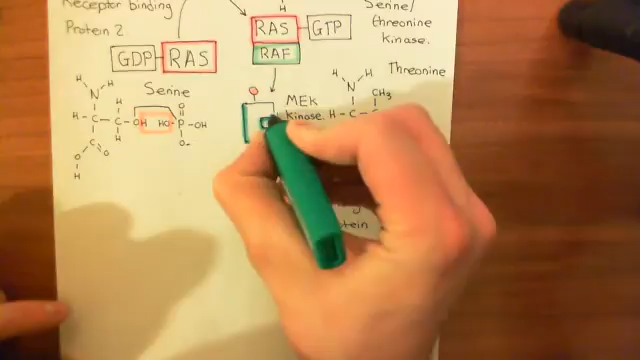 Receptor binding
Protein 2
GDP RAS
H
RAS GTP
RAF
Serine/
threonine
kinase.
Serine
H H
N
H
H-C-C-OH HO-P-OH
H
C O
O
H
O
O-
MEK
kinase.
Threonine
H H
N CH3
H-C-C